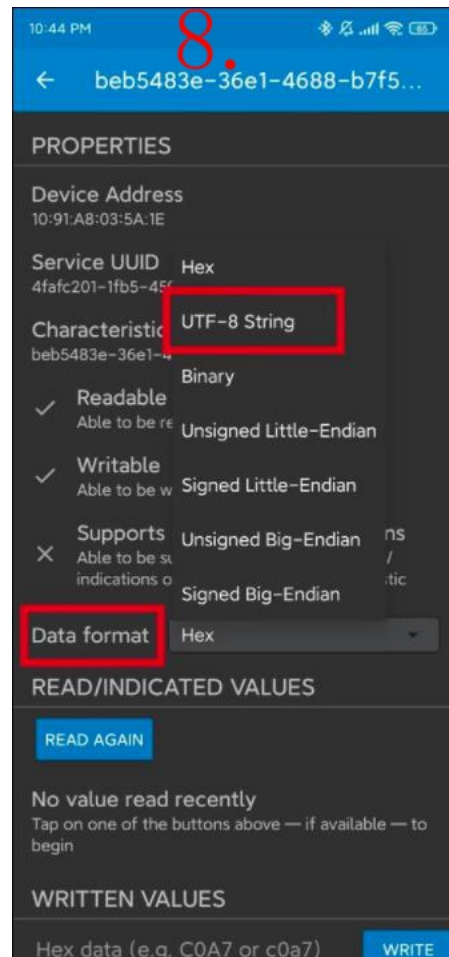 10:44 PM
8.
65
beb5483e-36e1-4688-b7f5...
PROPERTIES
Device Address
10:91:A8:03:5A:1E
Service UUID
4fafc201-1fb5-45
Characteristic
beb5483e-36e1-4
Readable
Able to be re
Writable
Able to be w
Supports
ns
Able to be su
/
indications o
tic
Hex
UTF-8 String
Binary
Unsigned Little-Endian
Signed Little-Endian
Unsigned Big-Endian
Signed Big-Endian
Data format
Hex
READ/INDICATED VALUES
READ AGAIN
No value read recently
Tap on one of the buttons above — if available — to
begin
WRITTEN VALUES
Hex data (e.g. C0A7 or c0a7)
WRITE